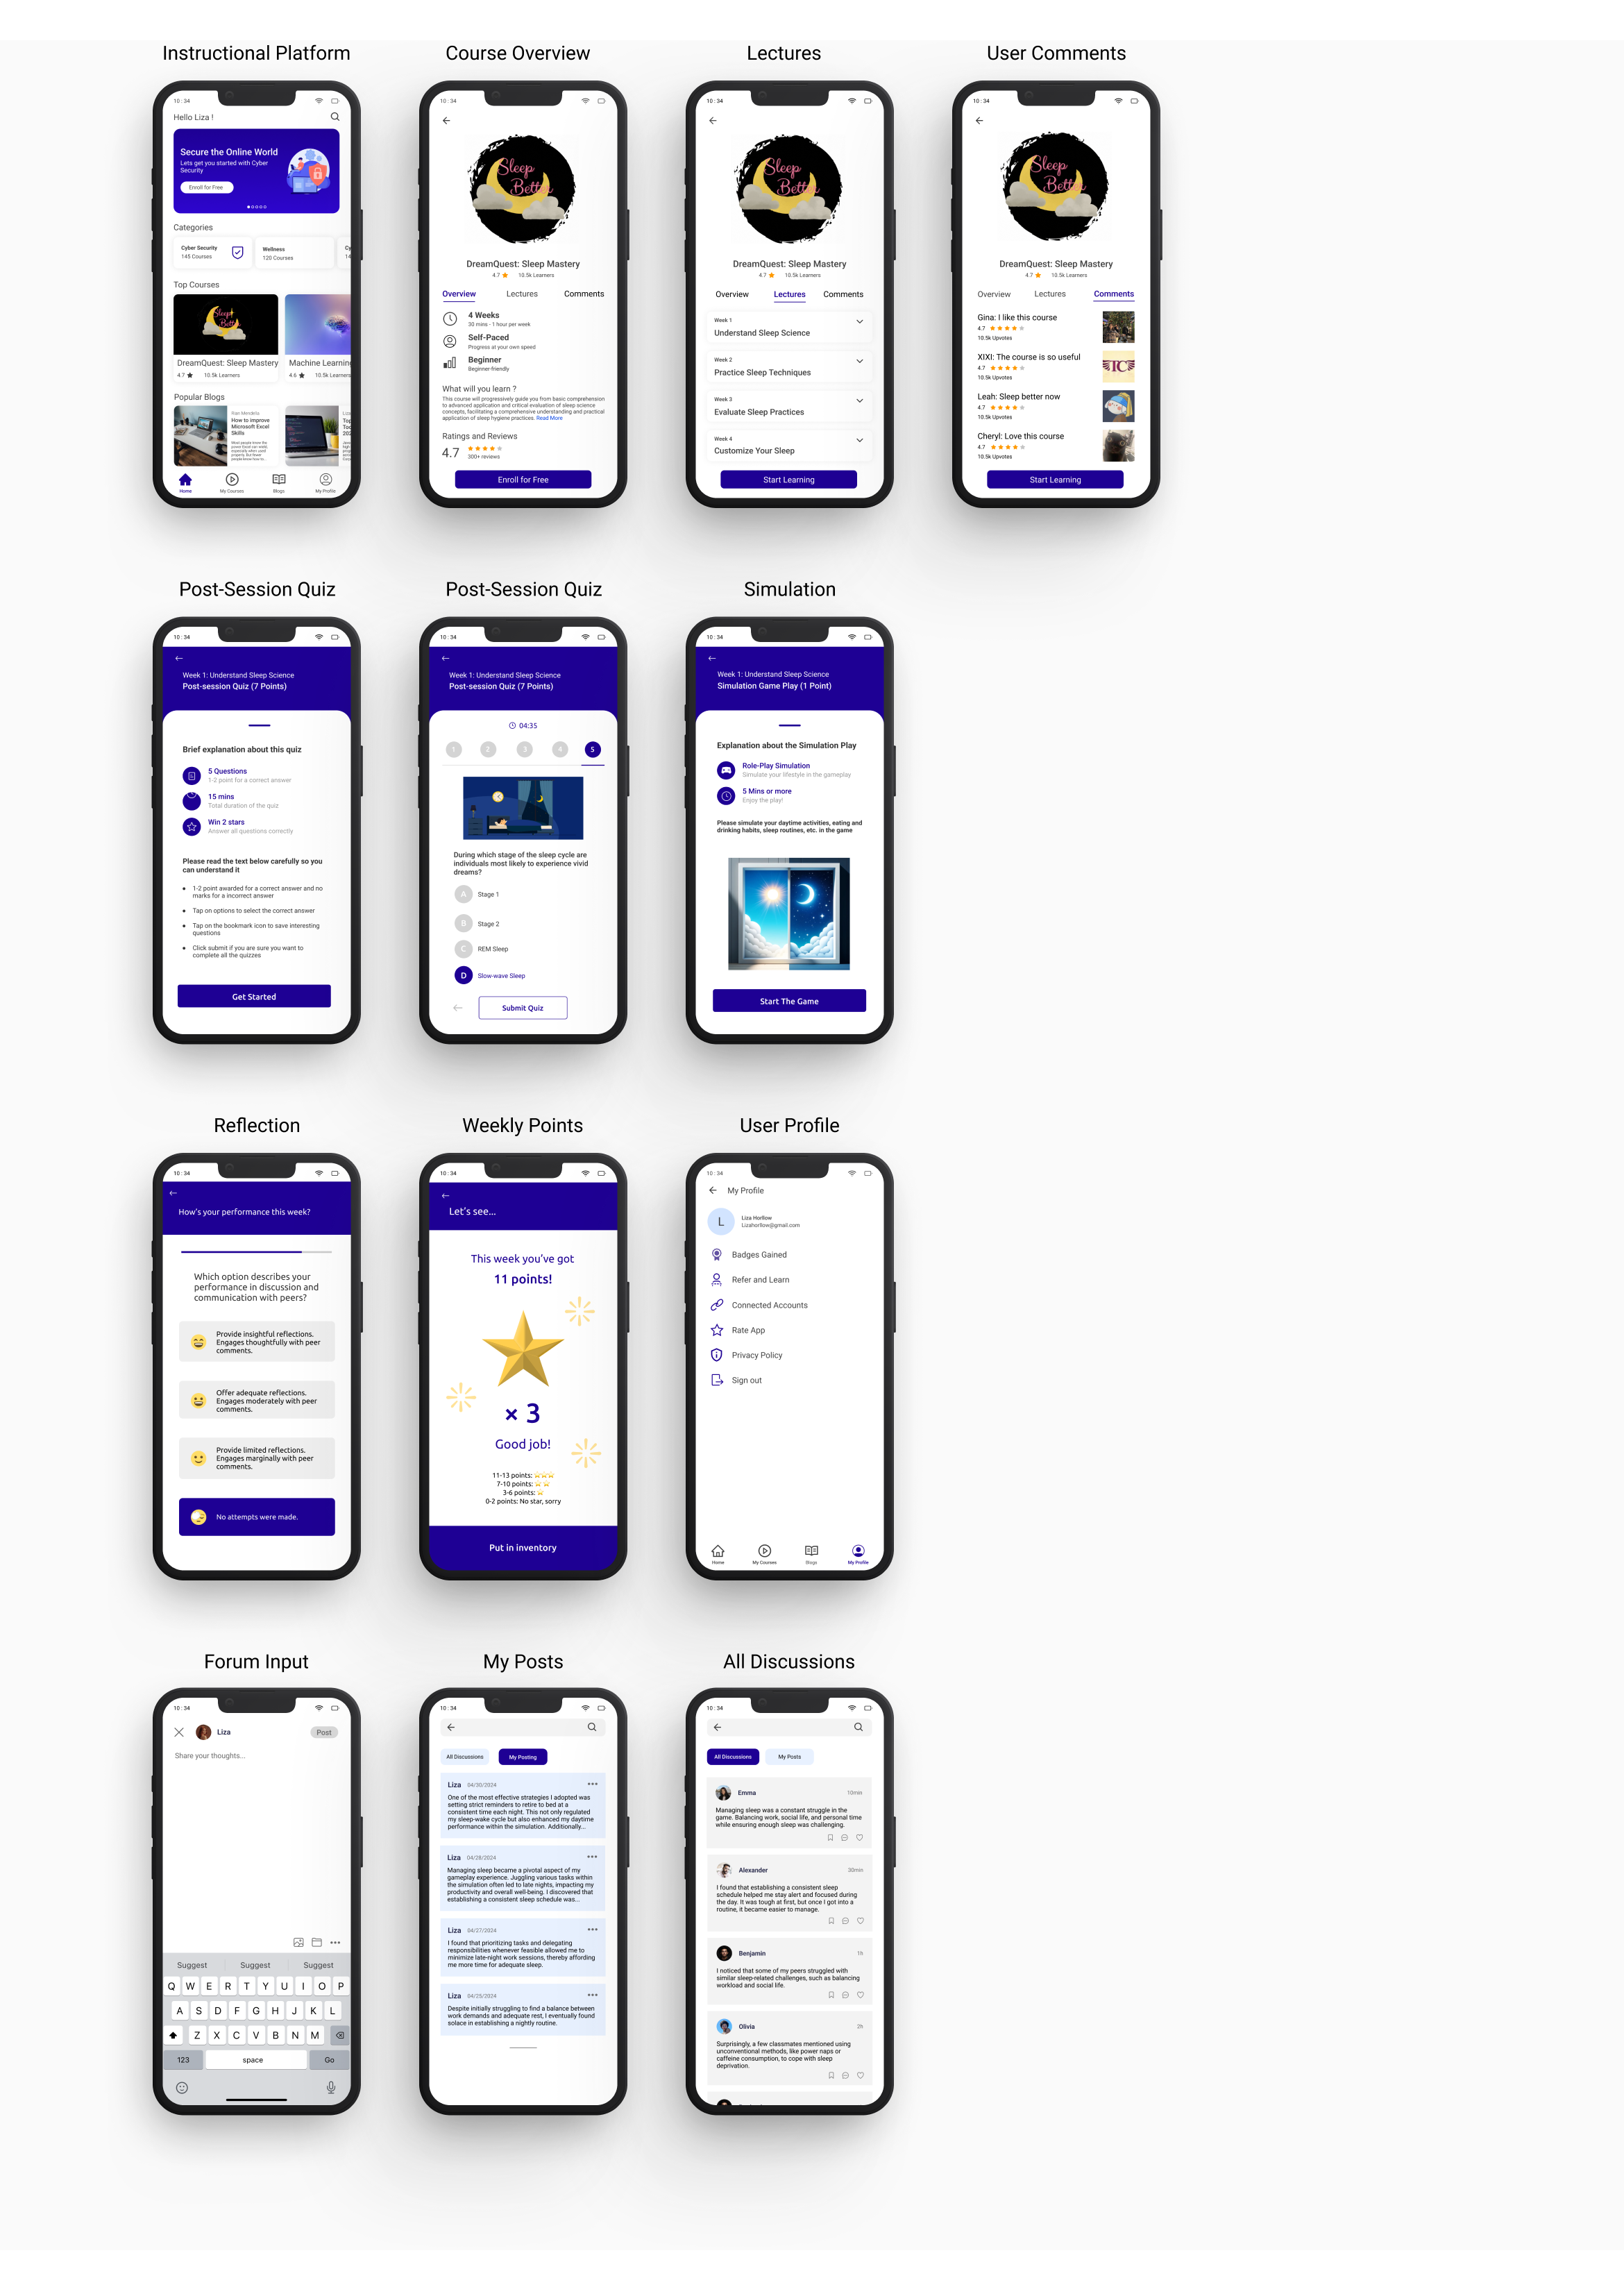 Instructional Platform
10:34
Hello Liza !
Secure the Online World
Lets get you started with Cyber
Security
Enroll for Free
Categories
Cyber Security
145 Courses
Wellness
120 Courses
Cy
14
Top Courses
Sleep
Bett
DreamQuest: Sleep Mastery
4.7 10.5k Learners
Machine Learning
4.6 10.5k Learners
Popular Blogs
How to improve
Microsoft Excel
Skills
Home
My Courses
Blogs
My Profile
Course Overview
10:34
Sleep
Better
DreamQuest: Sleep Mastery
4.7 10.5k Learners
Overview Lectures Comments
4 Weeks
30 mins - 1 hour per week
Self-Paced
Progress at your own speed
Beginner
Beginner-friendly
What will you learn ?
This course will progressively guide you from basic comprehension
to advanced application and critical evaluation of sleep science
concepts, facilitating a comprehensive understanding and practical
application of sleep hygiene practices. Read More
Ratings and Reviews
4.7
300+ reviews
Enroll for Free
Lectures
10:34
Sleep
Better
DreamQuest: Sleep Mastery
4.7 10.5k Learners
Overview Lectures Comments
Week 1
Understand Sleep Science
Week 2
Practice Sleep Techniques
Week 3
Evaluate Sleep Practices
Week 4
Customize Your Sleep
Start Learning
User Comments
10:34
Sleep
Better
DreamQuest: Sleep Mastery
4.7 10.5k Learners
Overview Lectures Comments
Gina: I like this course
4.7
10.5k Upvotes
XIXI: The course is so useful
4.7
10.5k Upvotes
Leah: Sleep better now
4.7
10.5k Upvotes
Cheryl: Love this course
4.7
10.5k Upvotes
Start Learning
Post-Session Quiz
10:34
Week 1: Understand Sleep Science
Post-session Quiz (7 Points)
Brief explanation about this quiz
5 Questions
1-2 point for a correct answer
15 mins
Total duration of the quiz
Win 2 stars
Answer all questions correctly
Please read the text below carefully so you
can understand it
1-2 point awarded for a correct answer and no
marks for a incorrect answer
Tap on options to select the correct answer
Tap on the bookmark icon to save interesting
questions
Click submit if you are sure you want to
complete all the quizzes
Get Started
Post-Session Quiz
10:34
Week 1: Understand Sleep Science
Post-session Quiz (7 Points)
04:35
1 2 3 4 5
During which stage of the sleep cycle are
individuals most likely to experience vivid
dreams?
A Stage 1
B Stage 2
C REM Sleep
D Slow-wave Sleep
Submit Quiz
Simulation
10:34
Week 1: Understand Sleep Science
Simulation Game Play (1 Point)
Explanation about the Simulation Play
Role-Play Simulation
Simulate your lifestyle in the gameplay
5 Mins or more
Enjoy the play!
Please simulate your daytime activities, eating and
drinking habits, sleep routines, etc. in the game
Start The Game
Reflection
10:34
How's your performance this week?
Which option describes your
performance in discussion and
communication with peers?
Provide insightful reflections.
Engages thoughtfully with peer
comments.
Offer adequate reflections.
Engages moderately with peer
comments.
Provide limited reflections.
Engages marginally with peer
comments.
No attempts were made.
Weekly Points
10:34
Let's see...
This week you've got
11 points!
× 3
Good job!
11-13 points:
7-10 points:
3-6 points:
0-2 points: No star, sorry
Put in inventory
User Profile
10:34
My Profile
L
Liza Horllow
Lizahorllow@gmail.com
Badges Gained
Refer and Learn
Connected Accounts
Rate App
Privacy Policy
Sign out
Home
My Courses
Blogs
My Profile
Forum Input
10:34
Liza
Post
Share your thoughts...
Suggest Suggest Suggest
Q W E R T Y U I O P
A S D F G H J K L
Z X C V B N M
123 space Go
My Posts
10:34
All Discussions My Posting
Liza 04/30/2024
One of the most effective strategies I adopted was
setting strict reminders to retire to bed at a
consistent time each night. This not only regulated
my sleep-wake cycle but also enhanced my daytime
performance within the simulation. Additionally...
Liza 04/28/2024
Managing sleep became a pivotal aspect of my
gameplay experience. Juggling various tasks within
the simulation often led to late nights, impacting my
productivity and overall well-being. I discovered that
establishing a consistent sleep schedule was...
Liza 04/27/2024
I found that prioritizing tasks and delegating
responsibilities whenever feasible allowed me to
minimize late-night work sessions, thereby affording
me more time for adequate sleep.
Liza 04/25/2024
Despite initially struggling to find a balance between
work demands and adequate rest, I eventually found
solace in establishing a nightly routine.
All Discussions
10:34
All Discussions My Posts
Emma 10min
Managing sleep was a constant struggle in the
game. Balancing work, social life, and personal time
while ensuring enough sleep was challenging.
Alexander 30min
I found that establishing a consistent sleep
schedule helped me stay alert and focused during
the day. It was tough at first, but once I got into a
routine, it became easier to manage.
Benjamin 1h
I noticed that some of my peers struggled with
similar sleep-related challenges, such as balancing
workload and social life.
Olivia 2h
Surprisingly, a few classmates mentioned using
unconventional methods, like power naps or
caffeine consumption, to cope with sleep
deprivation.